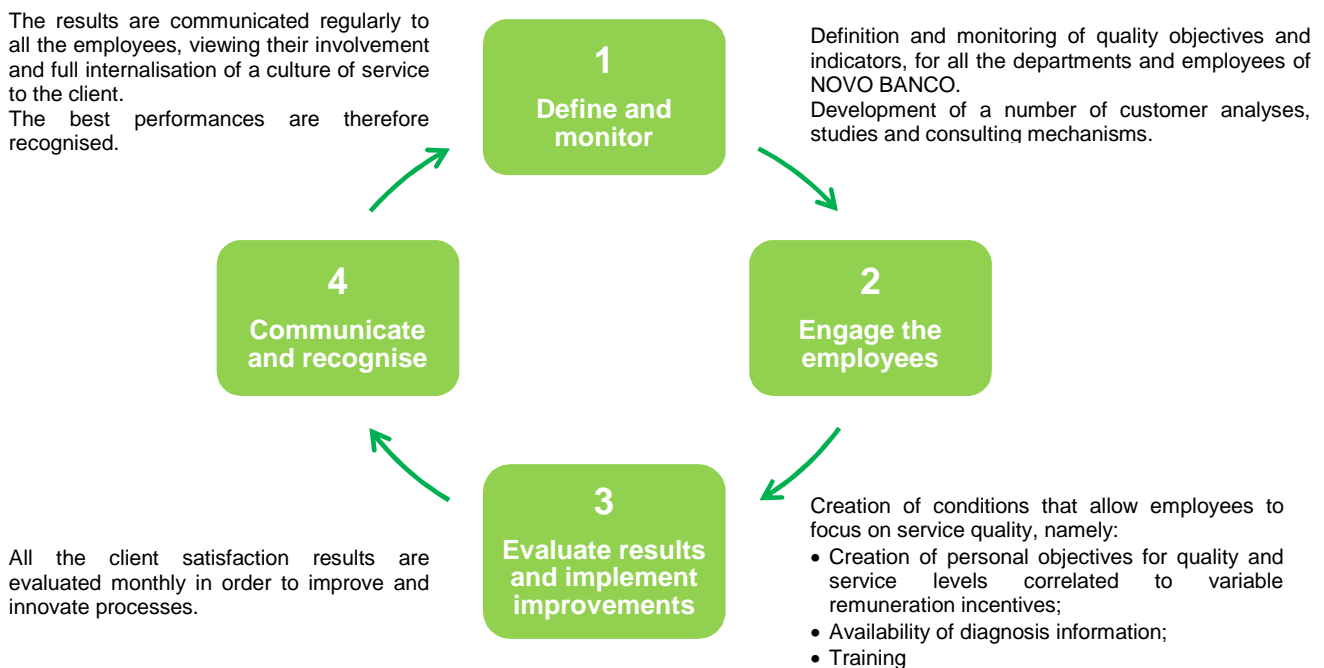 The results are communicated regularly to
all the employees, viewing their involvement
and full internalisation of a culture of service
to the client.
The best performances are therefore
recognised.
1
Define and
monitor
Definition and monitoring of quality objectives and
indicators, for all the departments and employees of
NOVO BANCO.
Development of a number of customer analyses,
studies and consulting mechanisms.
4
Communicate
and recognise
2
Engage the
employees
3
Evaluate results
and implement
improvements
All the client satisfaction results are
evaluated monthly in order to improve and
innovate processes.
Creation of conditions that allow employees to
focus on service quality, namely:
• Creation of personal objectives for quality and
service levels correlated to variable
remuneration incentives;
• Availability of diagnosis information;
• Training